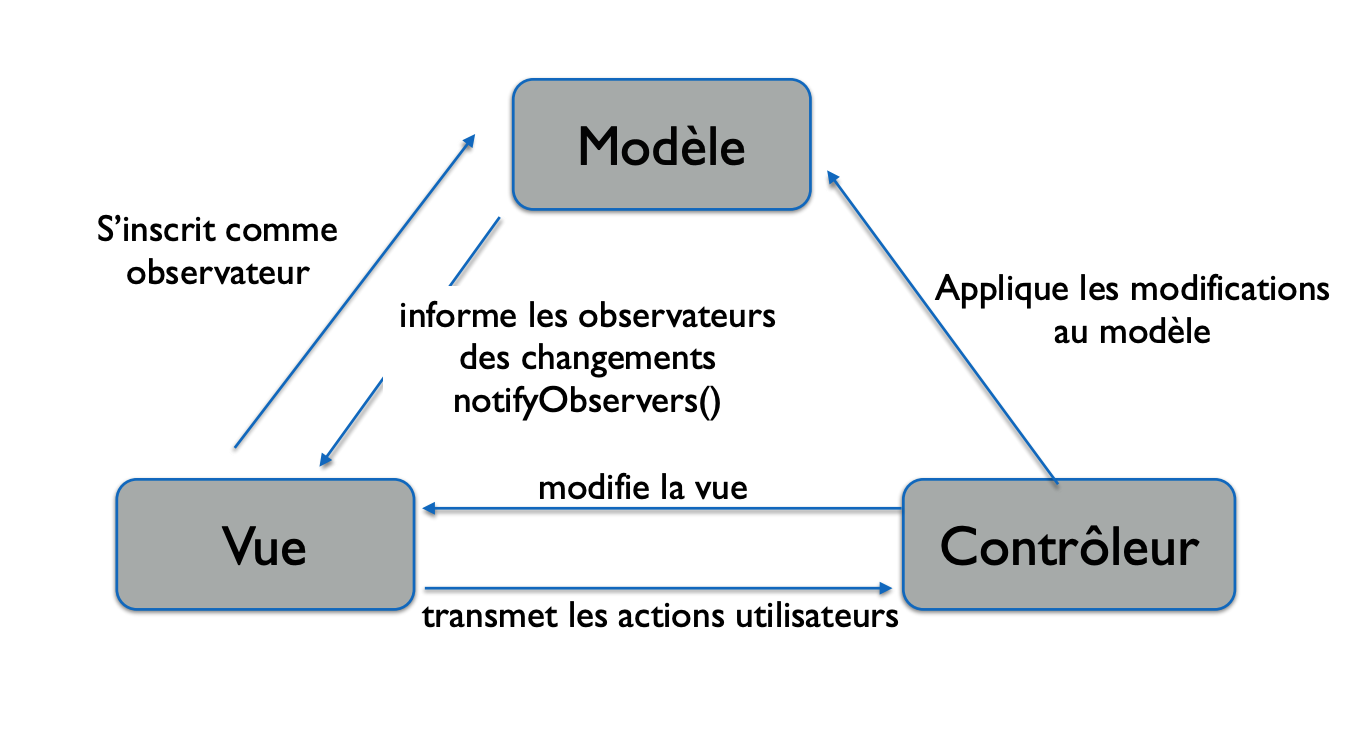 Modèle
S'inscrit comme
observateur
informe les observateurs
des changements
notifyObservers()
Applique les modifications
au modèle
modifie la vue
Vue
Contrôleur
transmet les actions utilisateurs